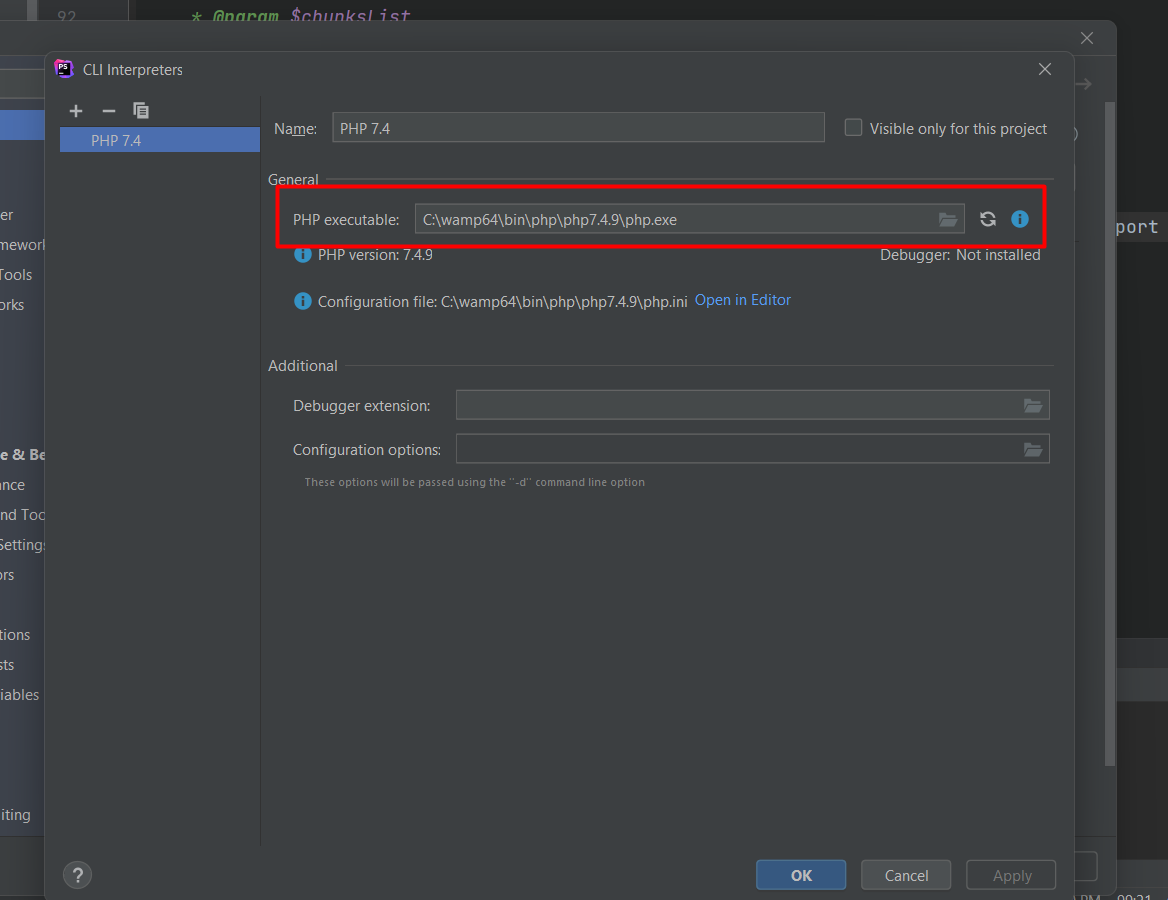 92
* @param $chunksList
PS
CLI Interpreters
PHP 7.4
Name: PHP 7.4
Visible only for this project
General
PHP executable: C:\wamp64\bin\php\php7.4.9\php.exe
PHP version: 7.4.9
Debugger: Not installed
Configuration file: C:\wamp64\bin\php\php7.4.9\php.ini Open in Editor
Additional
Debugger extension:
Configuration options:
These options will be passed using the "-d" command line option
? OK Cancel Apply
er
mework
Tools
orks
e & Be
ance
nd Too
Settings
ors
tions
sts
iables
iting
port